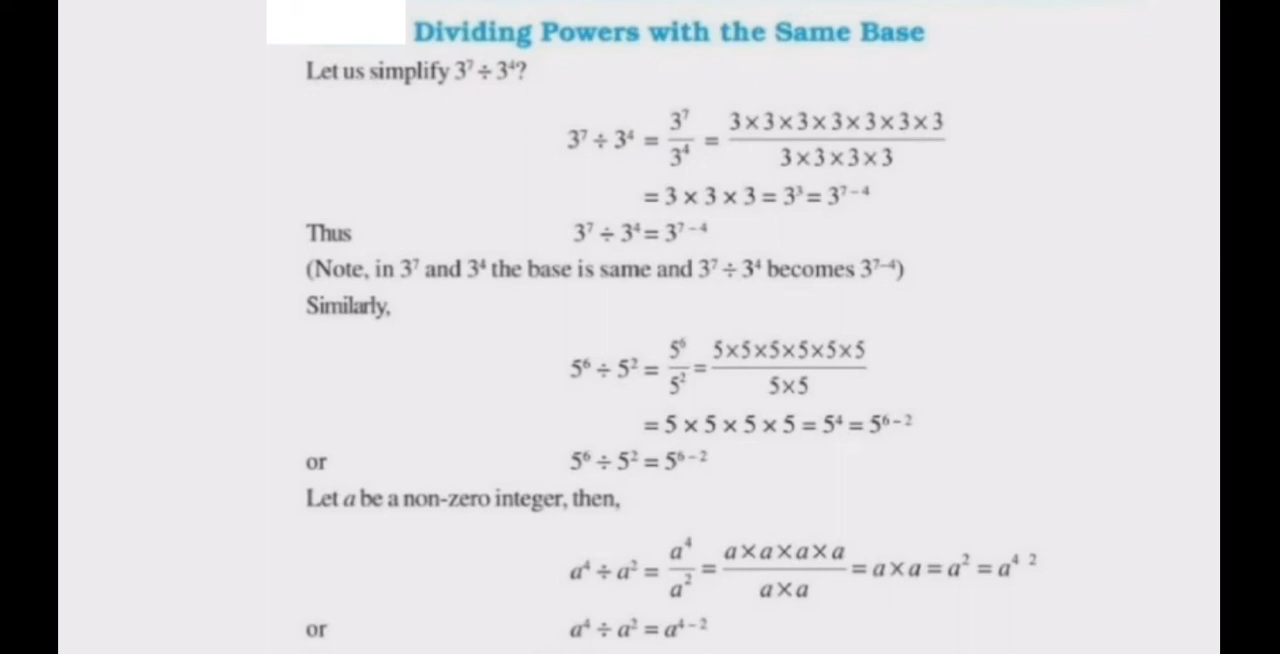 Dividing Powers with the Same Base
Let us simplify 3⁷ ÷ 3⁴?
3⁷ ÷ 3⁴ = 3⁷/3⁴ = 3×3×3×3×3×3×3/3×3×3×3
= 3 × 3 × 3 = 3³ = 3⁷⁻⁴
Thus 3⁷ ÷ 3⁴ = 3⁷⁻⁴
(Note, in 3⁷ and 3⁴ the base is same and 3⁷ ÷ 3⁴ becomes 3⁷⁻⁴)
Similarly,
5⁶ ÷ 5² = 5⁶/5² = 5×5×5×5×5×5/5×5
= 5 × 5 × 5 × 5 = 5⁴ = 5⁶⁻²
or 5⁶ ÷ 5² = 5⁶⁻²
Let a be a non-zero integer, then,
a⁴ ÷ a² = a⁴/a² = a×a×a×a/a×a = a×a = a² = a⁴ ²
or a⁴ ÷ a² = a⁴⁻²